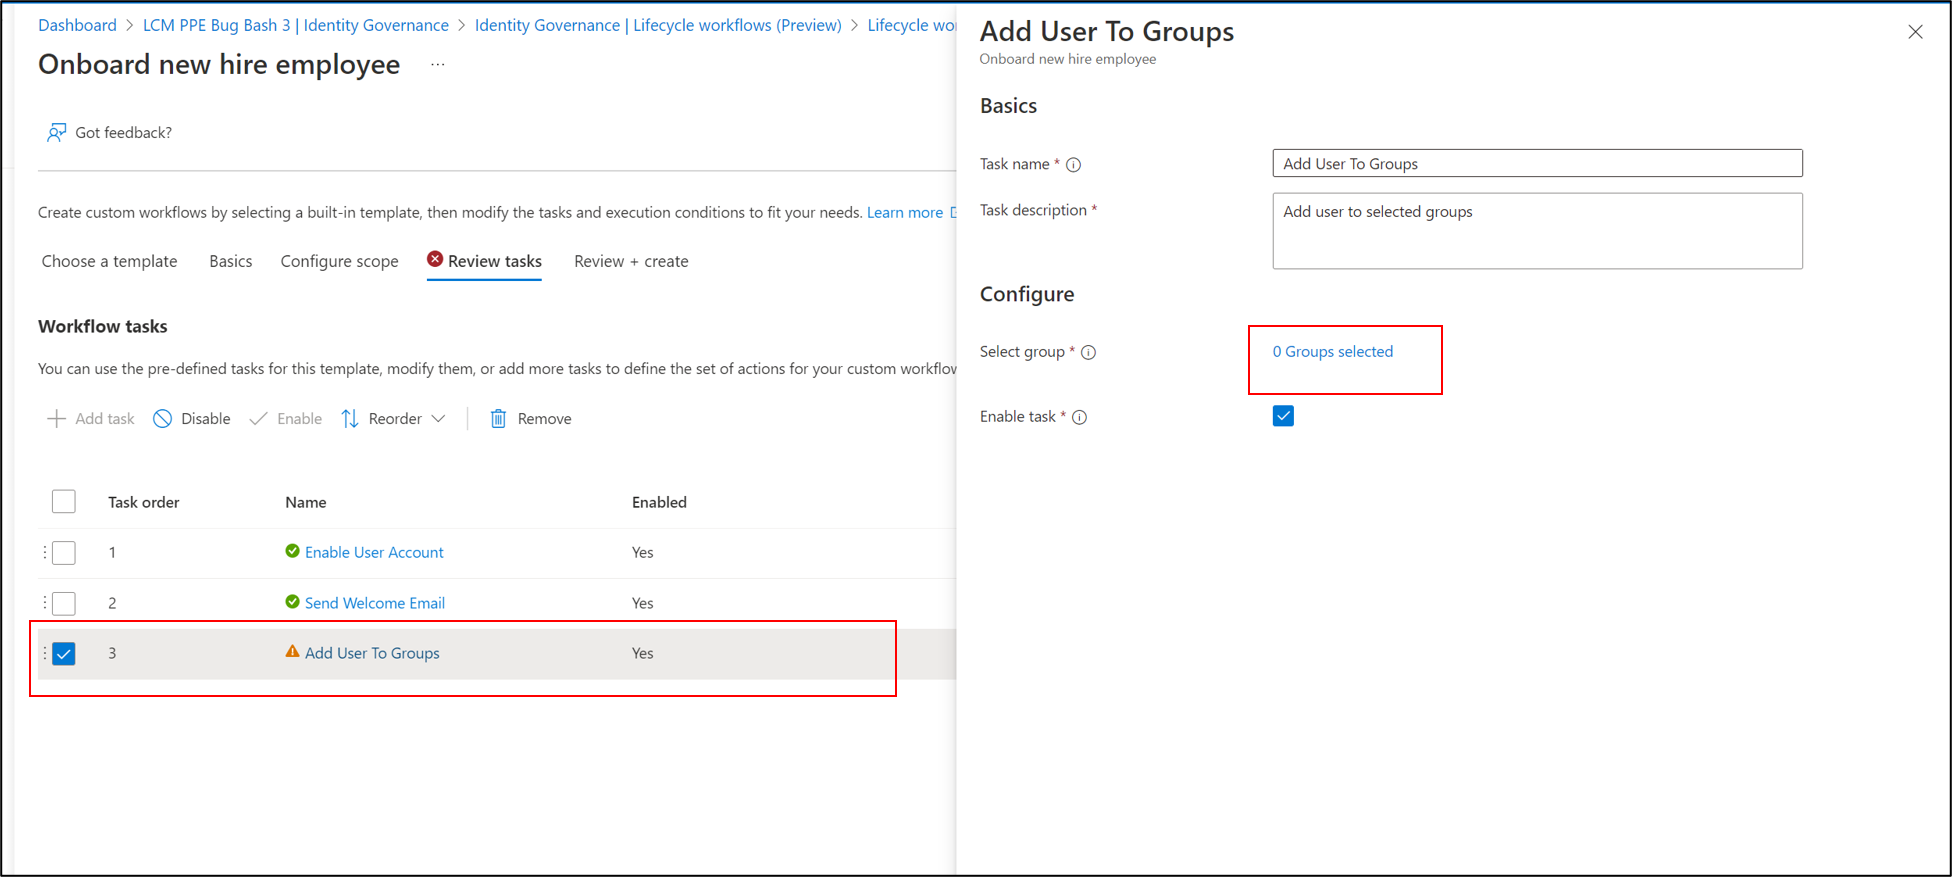 Dashboard > LCM PPE Bug Bash 3 | Identity Governance > Identity Governance | Lifecycle workflows (Preview) > Lifecycle
Onboard new hire employee ...
Got feedback?
Create custom workflows by selecting a built-in template, then modify the tasks and execution conditions to fit your needs. Learn more
Choose a template Basics Configure scope Review tasks Review + create
Workflow tasks
You can use the pre-defined tasks for this template, modify them, or add more tasks to define the set of actions for your custom workflow
Add task Disable Enable Reorder Remove
Task order Name Enabled
1 Enable User Account Yes
2 Send Welcome Email Yes
3 Add User To Groups Yes
Add User To Groups
Onboard new hire employee
Basics
Task name * Add User To Groups
Task description * Add user to selected groups
Configure
Select group * 0 Groups selected
Enable task *